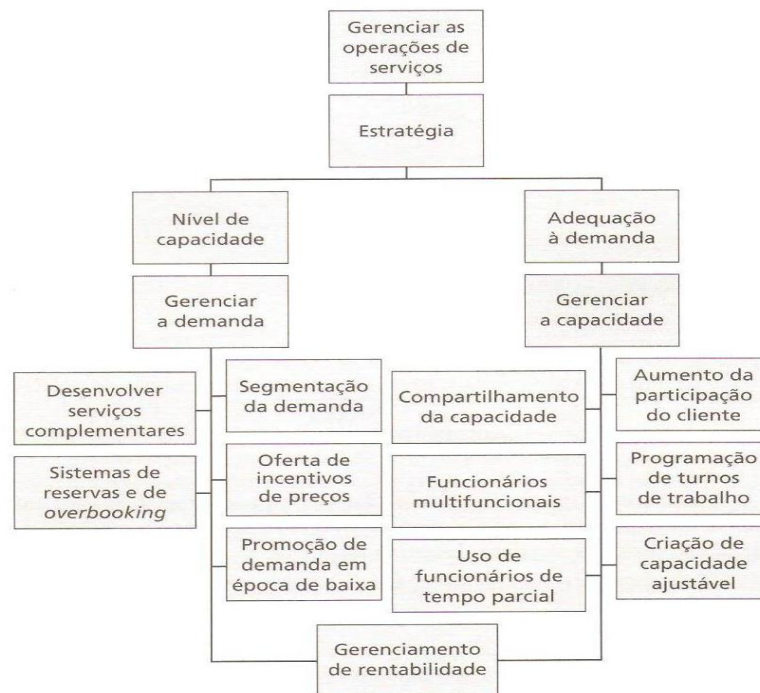 Gerenciar as
operações de
serviços
Estratégia
Nível de
capacidade
Adequação
à demanda
Gerenciar
a demanda
Gerenciar
a capacidade
Desenvolver
serviços
complementares
Segmentação
da demanda
Compartilhamento
da capacidade
Aumento da
participação
do cliente
Sistemas de
reservas e de
overbooking
Oferta de
incentivos
de preços
Funcionários
multifuncionais
Programação
de turnos
de trabalho
Promoção de
demanda em
época de baixa
Uso de
funcionários de
tempo parcial
Criação de
capacidade
ajustável
Gerenciamento
de rentabilidade